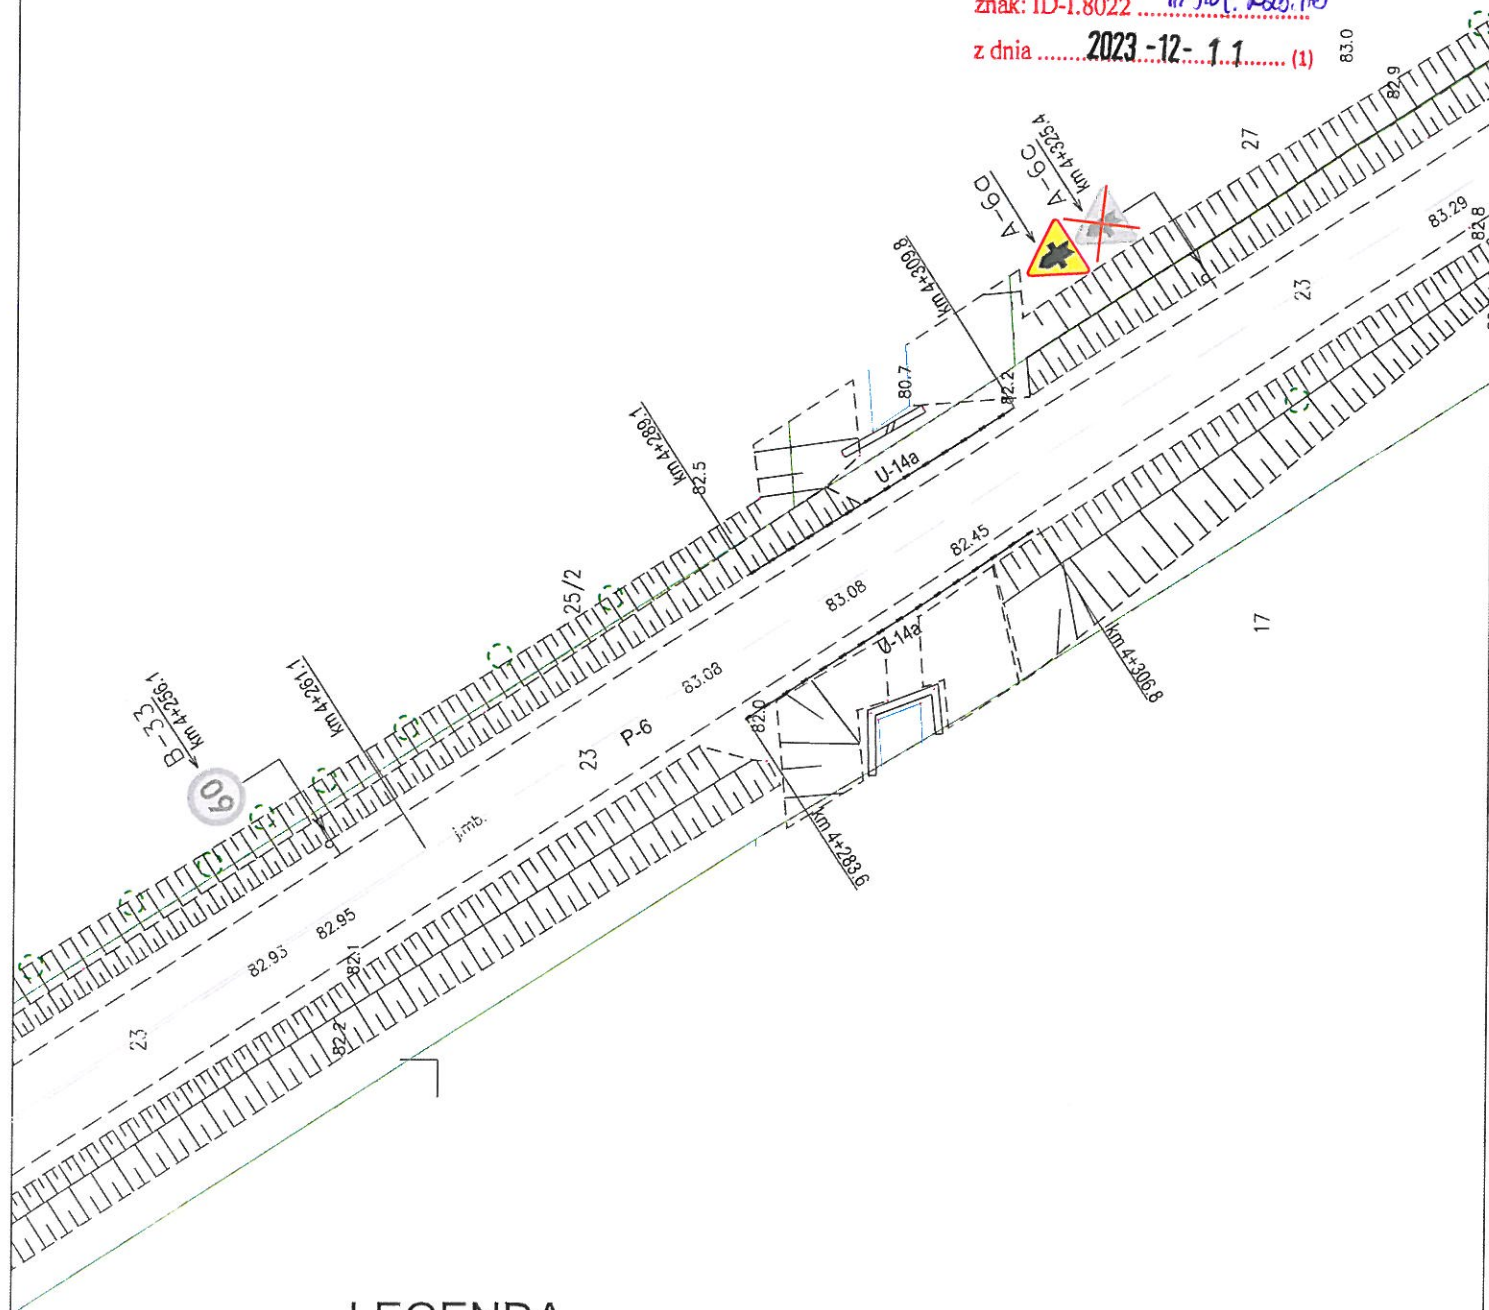 znak: ID-I.8022
z dnia 2023-12-11 (1)
83.0
82.9
27
A-6c
km 4+325.4
A-6a
83.29
82.8
23
km 4+309.8
80.7
82.2
km 4+289.1
82.5
U-14a
82.45
83.08
25/2
U-14a
17
km 4+306.8
B-33
km 4+256.1
km 4+261.1
83.08
82.0
P-6
23
60
j.mb.
km 4+283.6
82.95
82.93
82.1
23
82.2
LEGENDA